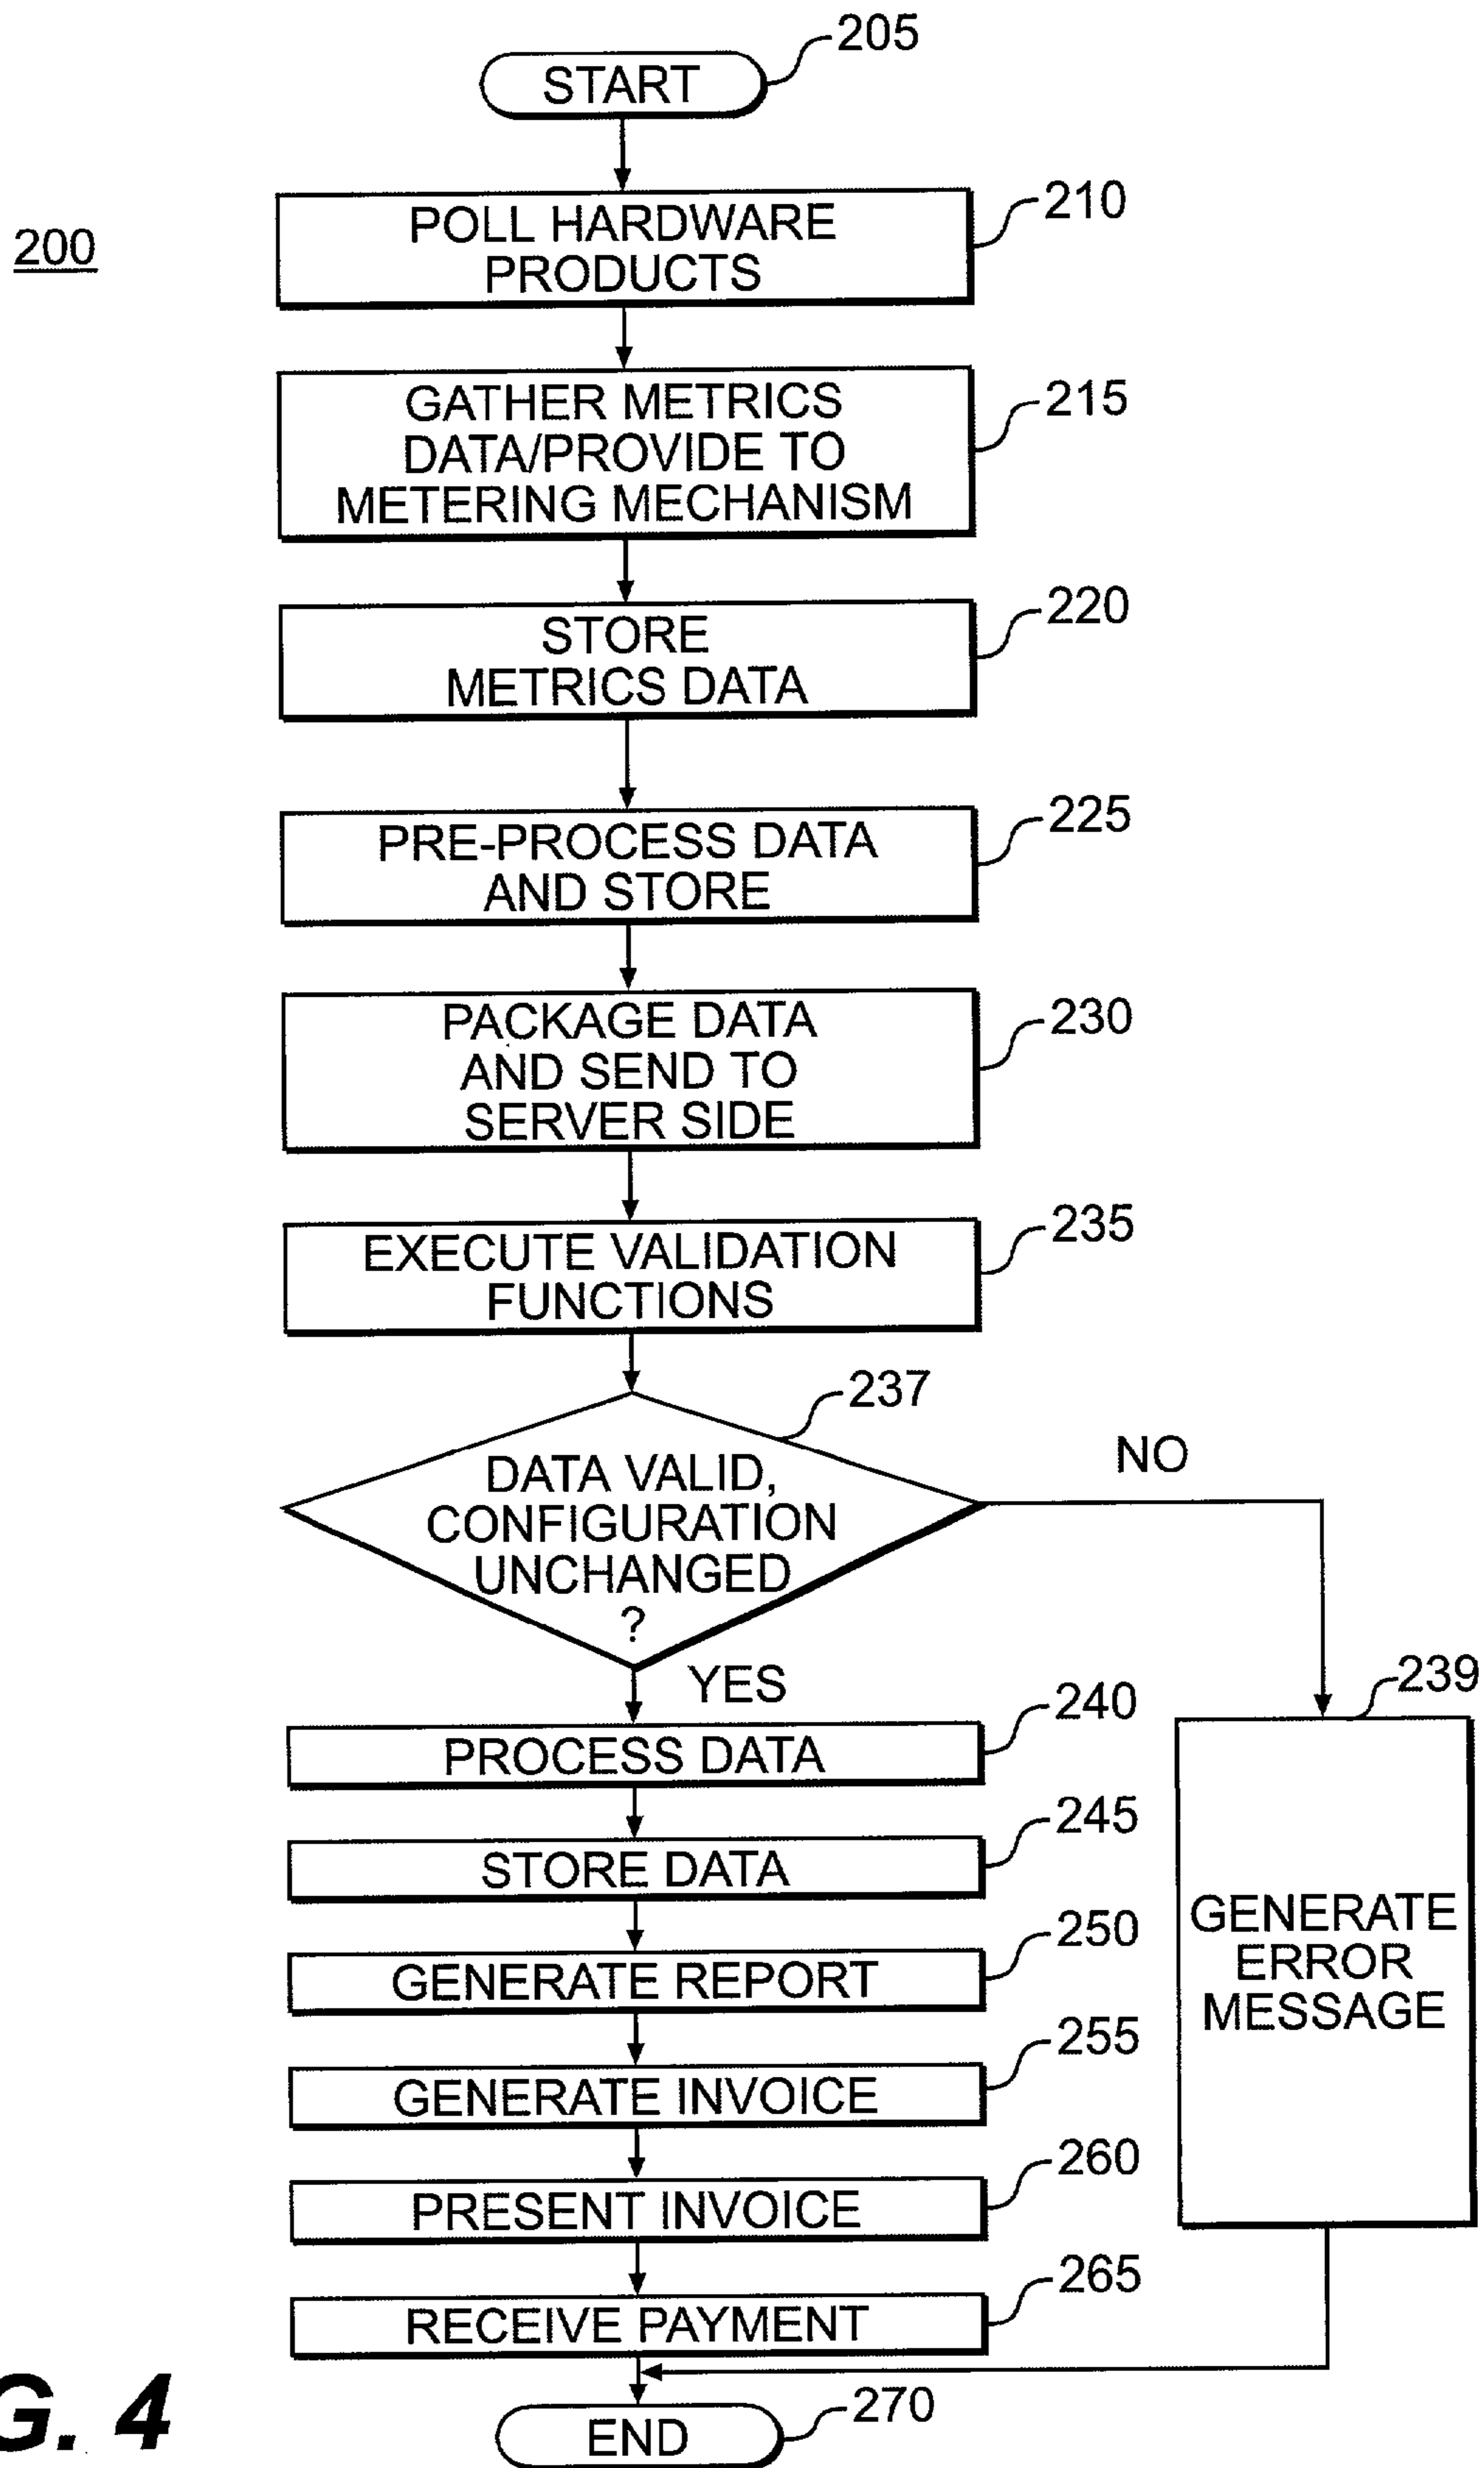 205
START
200
210
POLL HARDWARE
PRODUCTS
215
GATHER METRICS
DATA/PROVIDE TO
METERING MECHANISM
220
STORE
METRICS DATA
225
PRE-PROCESS DATA
AND STORE
230
PACKAGE DATA
AND SEND TO
SERVER SIDE
235
EXECUTE VALIDATION
FUNCTIONS
237
DATA VALID,
CONFIGURATION
UNCHANGED
?
NO
YES
239
GENERATE
ERROR
MESSAGE
240
PROCESS DATA
245
STORE DATA
250
GENERATE REPORT
255
GENERATE INVOICE
260
PRESENT INVOICE
265
RECEIVE PAYMENT
270
END
G. 4